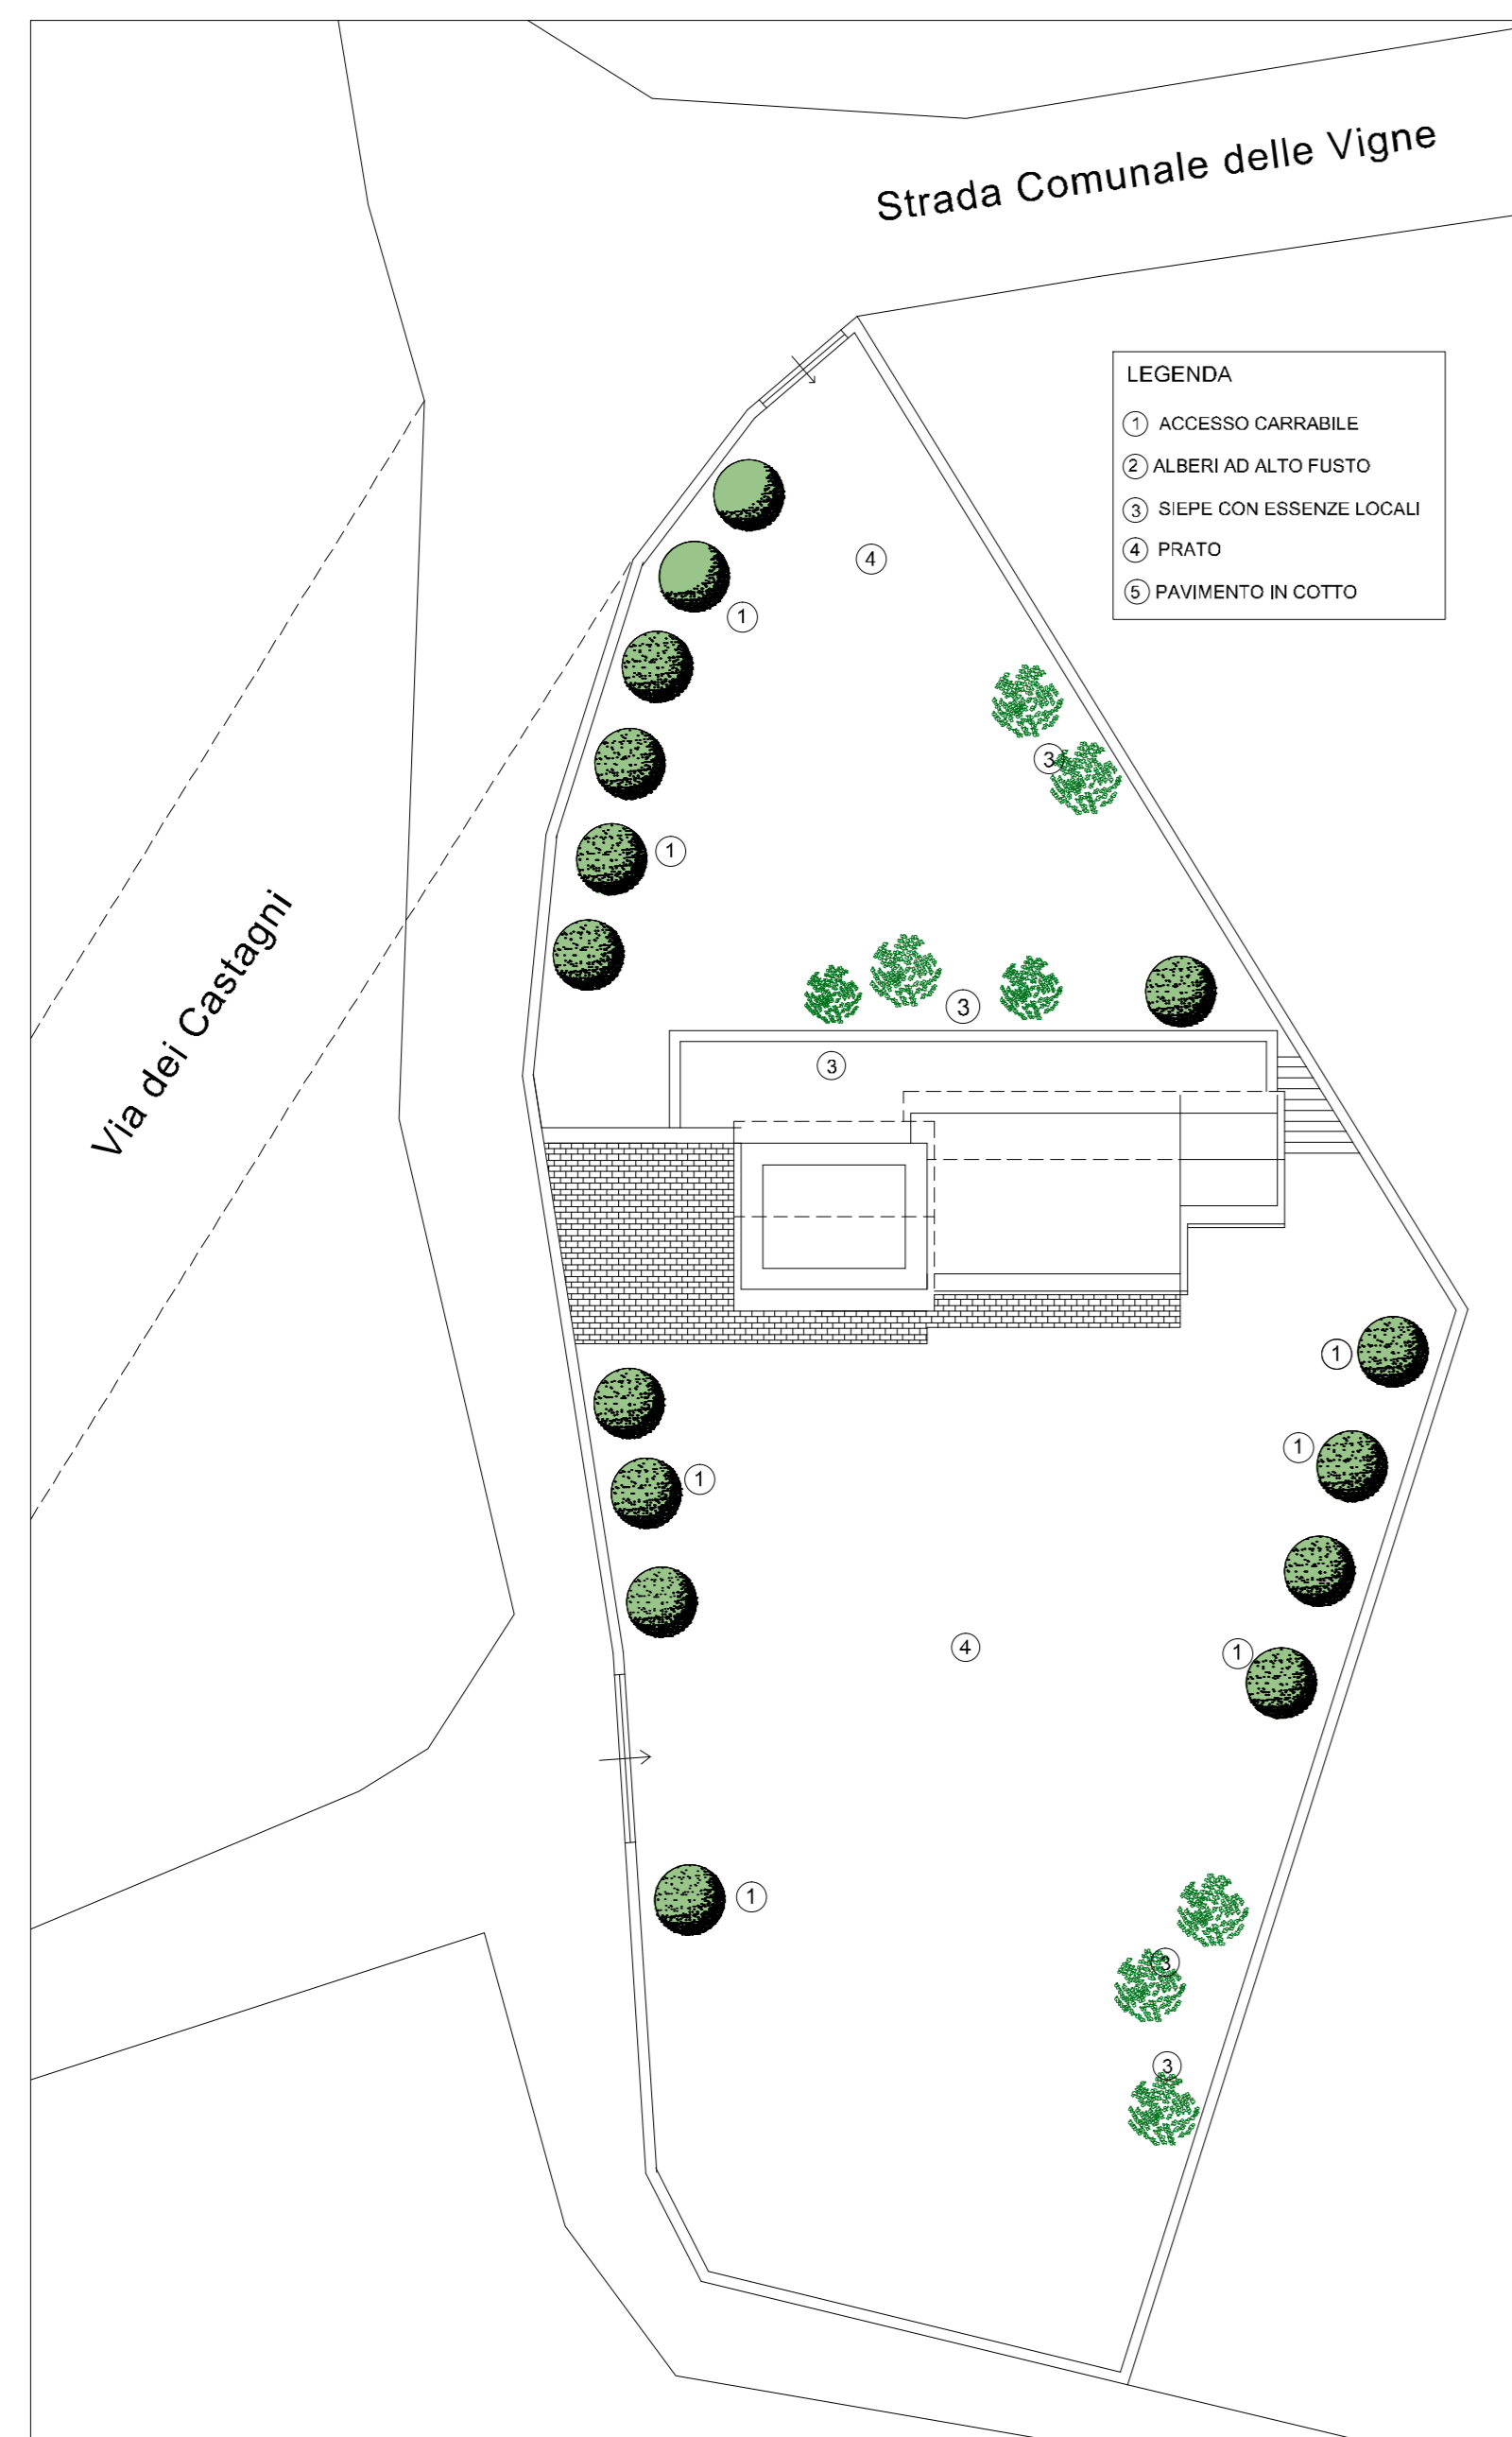 Strada Comunale delle Vigne
LEGENDA
1 ACCESSO CARRABILE
2 ALBERI AD ALTO FUSTO
3 SIEPE CON ESSENZE LOCALI
4 PRATO
5 PAVIMENTO IN COTTO
4
1
3
1
Via dei Castagni
3
3
1
1
1
4
1
1
3
3